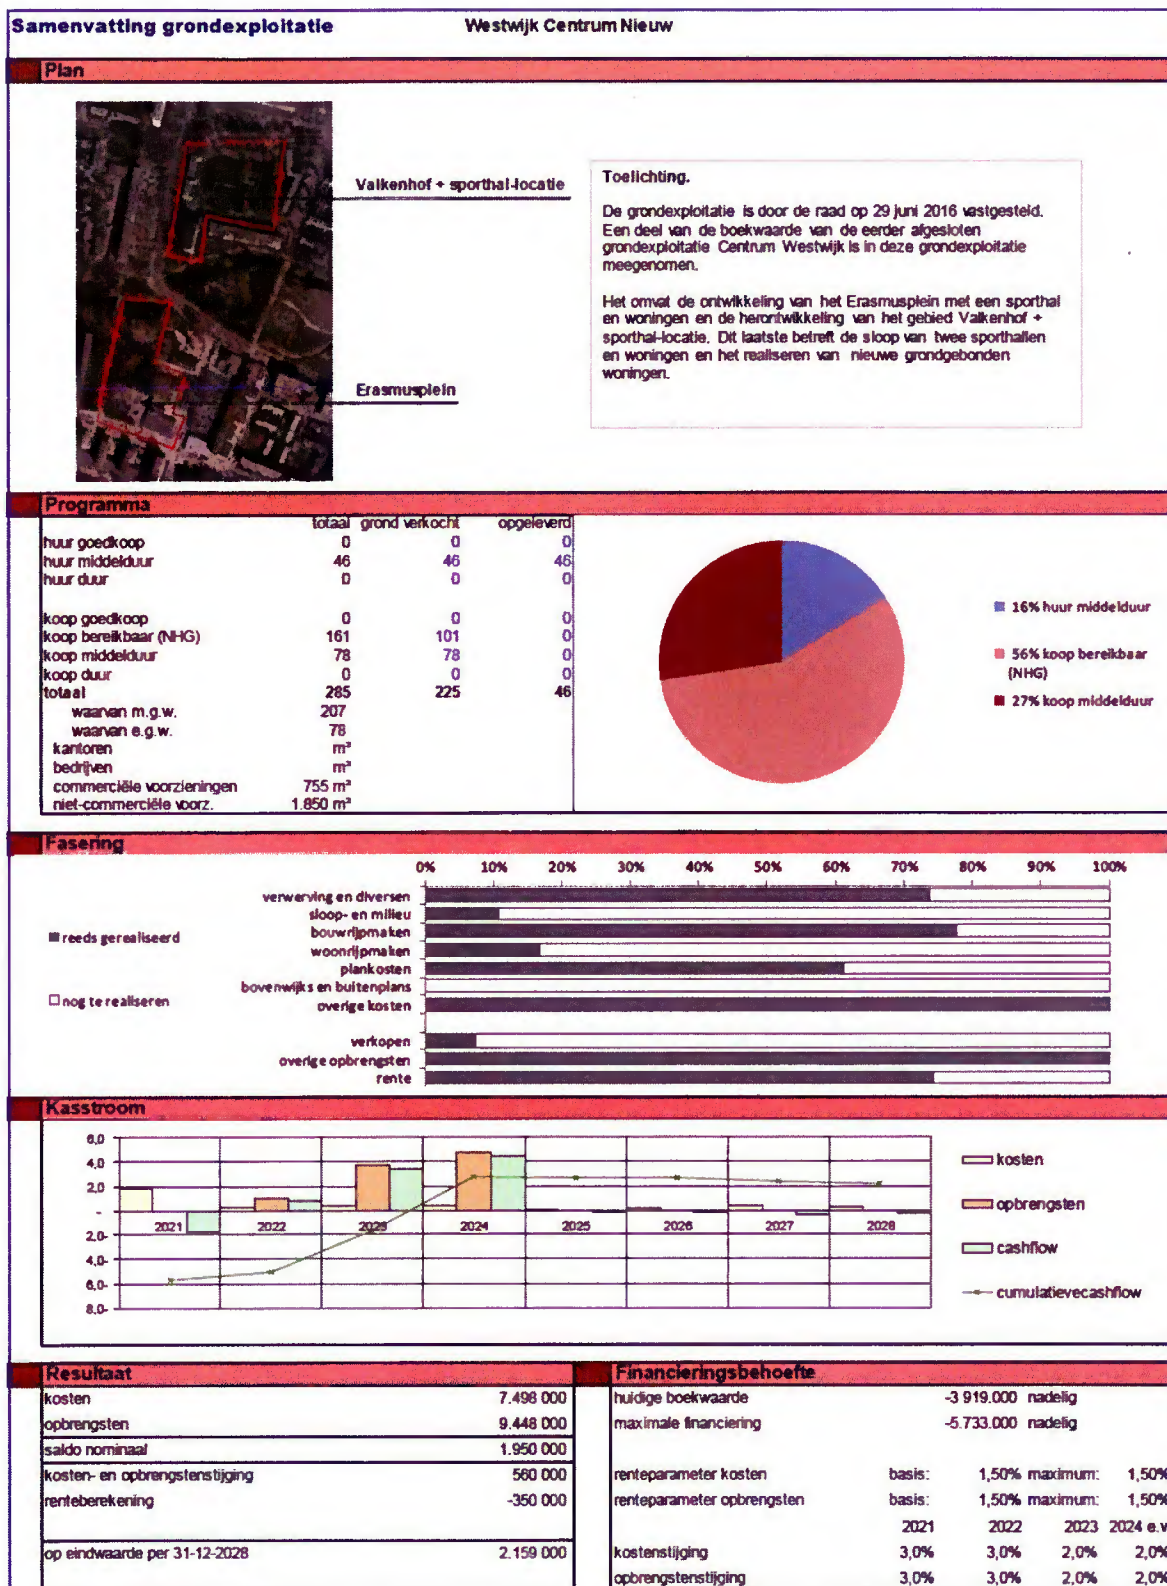 Samenvatting grondexploitatie Westwijk Centrum Nieuw
Plan
Valkenhof + sporthal-locatie
Erasmusplein
Toelichting.
De grondexploitatie is door de raad op 29 juni 2016 vastgesteld.
Een deel van de boekwaarde van de eerder afgesloten
grondexploitatie Centrum Westwijk is in deze grondexploitatie
meegenomen.
Het omvat de ontwikkeling van het Erasmusplein met een sporthal
en woningen en de herontwikkeling van het gebied Valkenhof +
sporthal-locatie. Dit laatste betreft de sloop van twee sporthallen
en woningen en het realiseren van nieuwe grondgebonden
woningen.
Programma
totaal grond verkocht opgeleverd
huur goedkoop 0 0 0
huur middelduur 46 46 46
huur duur 0 0 0
koop goedkoop 0 0 0
koop bereikbaar (NHG) 161 101 0
koop middelduur 78 78 0
koop duur 0 0 0
totaal 285 225 46
waarvan m.g.w. 207
waarvan e.g.w. 78
kantoren m²
bedrijven m²
commerciële voorzieningen 755 m²
niet-commerciële voorz. 1.850 m²
16% huur middelduur
56% koop bereikbaar
(NHG)
27% koop middelduur
Fasering
0% 10% 20% 30% 40% 50% 60% 70% 80% 90% 100%
verwerving en diversen
sloop- en milieu
bouwrijpmaken
woonrijpmaken
plankosten
bovenwijks en buitenplans
overige kosten
verkopen
overige opbrengsten
rente
reeds gerealiseerd
nog te realiseren
Kasstroom
6,0
4,0
2,0
-
2,0-
4,0-
6,0-
8,0-
2021 2022 2023 2024 2025 2026 2027 2028
kosten
opbrengsten
cashflow
cumulatievecashflow
Resultaat
kosten 7.498 000
opbrengsten 9.448 000
saldo nominaal 1.950 000
kosten- en opbrengstenstijging 560 000
renteberekening -350 000
op eindwaarde per 31-12-2028 2.159 000
Financieringsbehoefte
huidige boekwaarde -3 919.000 nadelig
maximale financiering -5.733.000 nadelig
renteparameter kosten basis: 1,50% maximum: 1,50%
renteparameter opbrengsten basis: 1,50% maximum: 1,50%
2021 2022 2023 2024 e.v
kostenstijging 3,0% 3,0% 2,0% 2,0%
opbrengstenstijging 3,0% 3,0% 2,0% 2,0%